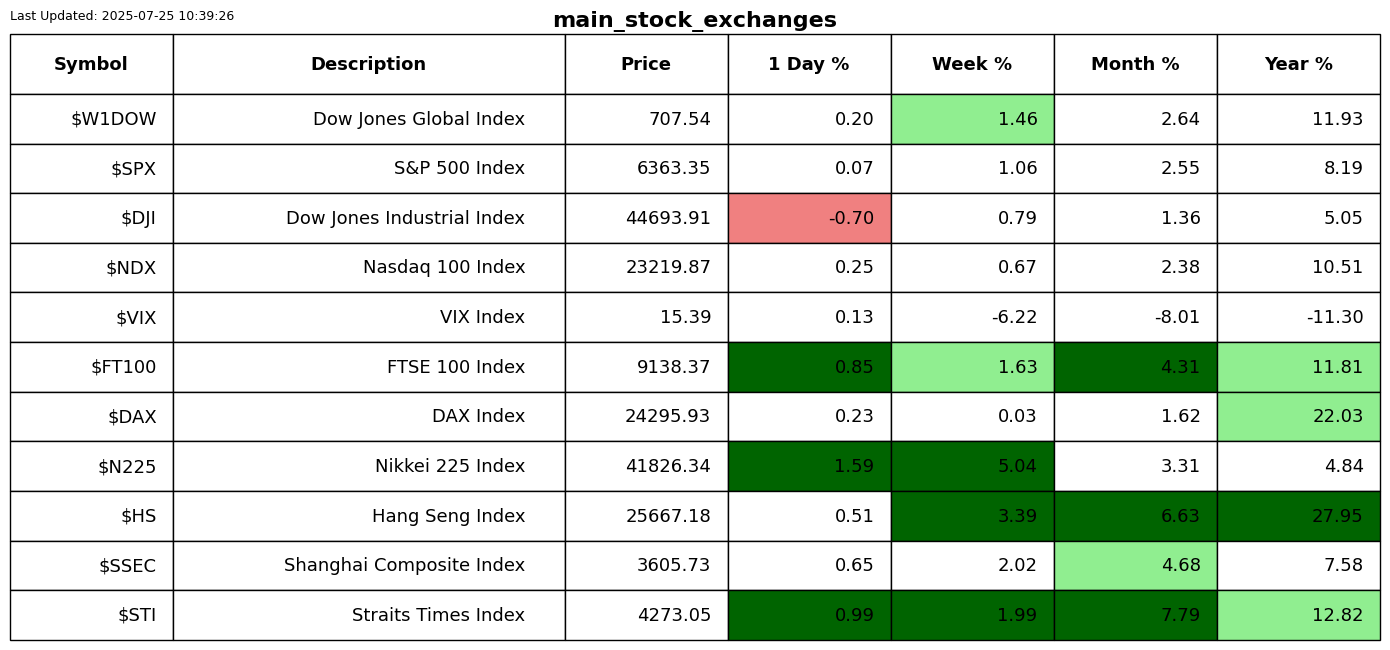 Last Updated: 2025-07-25 10:39:26
main_stock_exchanges
Symbol Description Price 1 Day % Week % Month % Year %
$W1DOW Dow Jones Global Index 707.54 0.20 1.46 2.64 11.93
$SPX S&P 500 Index 6363.35 0.07 1.06 2.55 8.19
$DJI Dow Jones Industrial Index 44693.91 -0.70 0.79 1.36 5.05
$NDX Nasdaq 100 Index 23219.87 0.25 0.67 2.38 10.51
$VIX VIX Index 15.39 0.13 -6.22 -8.01 -11.30
$FT100 FTSE 100 Index 9138.37 0.85 1.63 4.31 11.81
$DAX DAX Index 24295.93 0.23 0.03 1.62 22.03
$N225 Nikkei 225 Index 41826.34 1.59 5.04 3.31 4.84
$HS Hang Seng Index 25667.18 0.51 3.39 6.63 27.95
$SSEC Shanghai Composite Index 3605.73 0.65 2.02 4.68 7.58
$STI Straits Times Index 4273.05 0.99 1.99 7.79 12.82